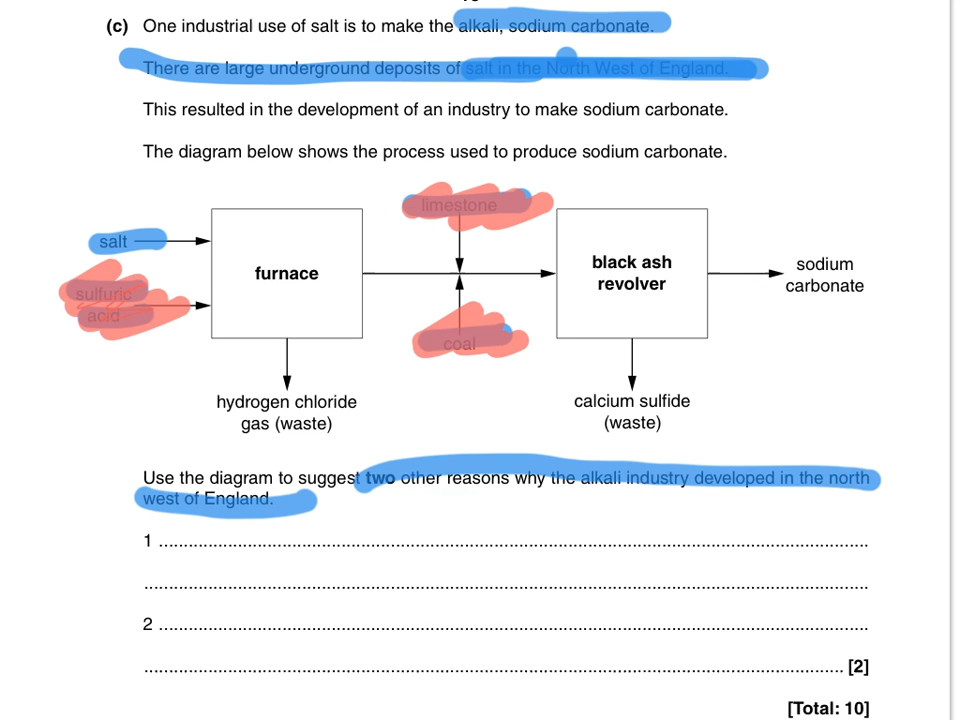 (c) One industrial use of salt is to make the alkali, sodium carbonate.
There are large underground deposits of salt in the North West of England.
This resulted in the development of an industry to make sodium carbonate.
The diagram below shows the process used to produce sodium carbonate.
limestone
salt
furnace
black ash
revolver
sodium
carbonate
sulfuric
acid
coal
hydrogen chloride
gas (waste)
calcium sulfide
(waste)
Use the diagram to suggest two other reasons why the alkali industry developed in the north
west of England.
1
2
[2]
[Total: 10]